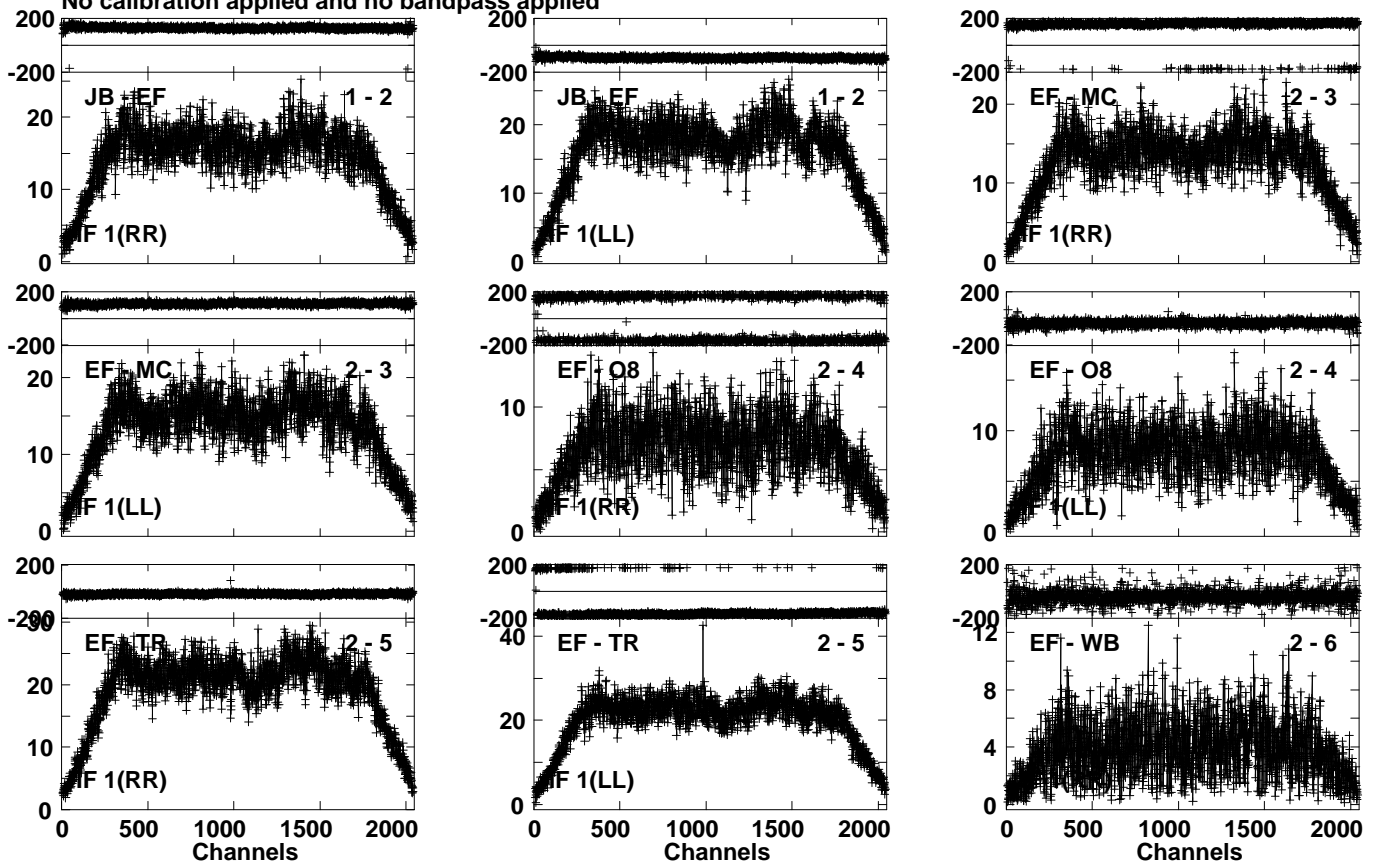 No calibration applied and no bandpass applied
200
-200
20
10
0
JB - EF 1 - 2
IF 1(RR)
200
-200
20
10
0
JB - EF 1 - 2
IF 1(LL)
200
-200
20
10
0
EF - MC 2 - 3
IF 1(RR)
200
-200
20
10
0
EF - MC 2 - 3
IF 1(LL)
200
-200
10
0
EF - O8 2 - 4
IF 1(RR)
200
-200
10
0
EF - O8 2 - 4
IF 1(LL)
200
-200
30
20
10
0
EF - TR 2 - 5
IF 1(RR)
0 500 1000 1500 2000
Channels
200
-200
40
20
0
EF - TR 2 - 5
IF 1(LL)
0 500 1000 1500 2000
Channels
200
-200
12
8
4
0
EF - WB 2 - 6
0 500 1000 1500 2000
Channels